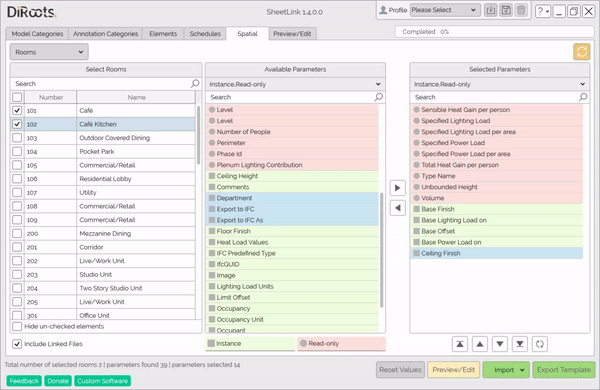 DiRoots.
SheetLink 1.4.0.0
Profile
Please Select
?
Model Categories
Annotation Categories
Elements
Schedules
Spatial
Preview/Edit
Completed 0%
Rooms
Select Rooms
Search
Number Name
101 Café
102 Café Kitchen
103 Outdoor Covered Dining
104 Pocket Park
105 Commercial/Retail
106 Residential Lobby
107 Utility
108 Commercial/Retail
109 Commercial/Retail
200 Mezzanine Dining
201 Corridor
202 Live/Work Unit
203 Studio Unit
204 Two Story Studio Unit
205 Live/Work Unit
301 Office Unit
Hide un-checked elements
Include Linked Files
Available Parameters
Instance,Read-only
Search
Level
Level
Number of People
Perimeter
Phase Id
Plenum Lighting Contribution
Ceiling Height
Comments
Department
Export to IFC
Export to IFC As
Floor Finish
Heat Load Values
IFC Predefined Type
IfcGUID
Image
Lighting Load Units
Limit Offset
Occupancy
Occupancy Unit
Occupant
Instance
Read-only
Selected Parameters
Instance,Read-only
Search
Sensible Heat Gain per person
Specified Lighting Load
Specified Lighting Load per area
Specified Power Load
Specified Power Load per area
Total Heat Gain per person
Type Name
Unbounded Height
Volume
Base Finish
Base Lighting Load on
Base Offset
Base Power Load on
Ceiling Finish
Total number of selected rooms 2 | parameters found 39 | parameters selected 14
Feedback
Donate
Custom Software
Reset Values
Preview/Edit
Import
Export Template